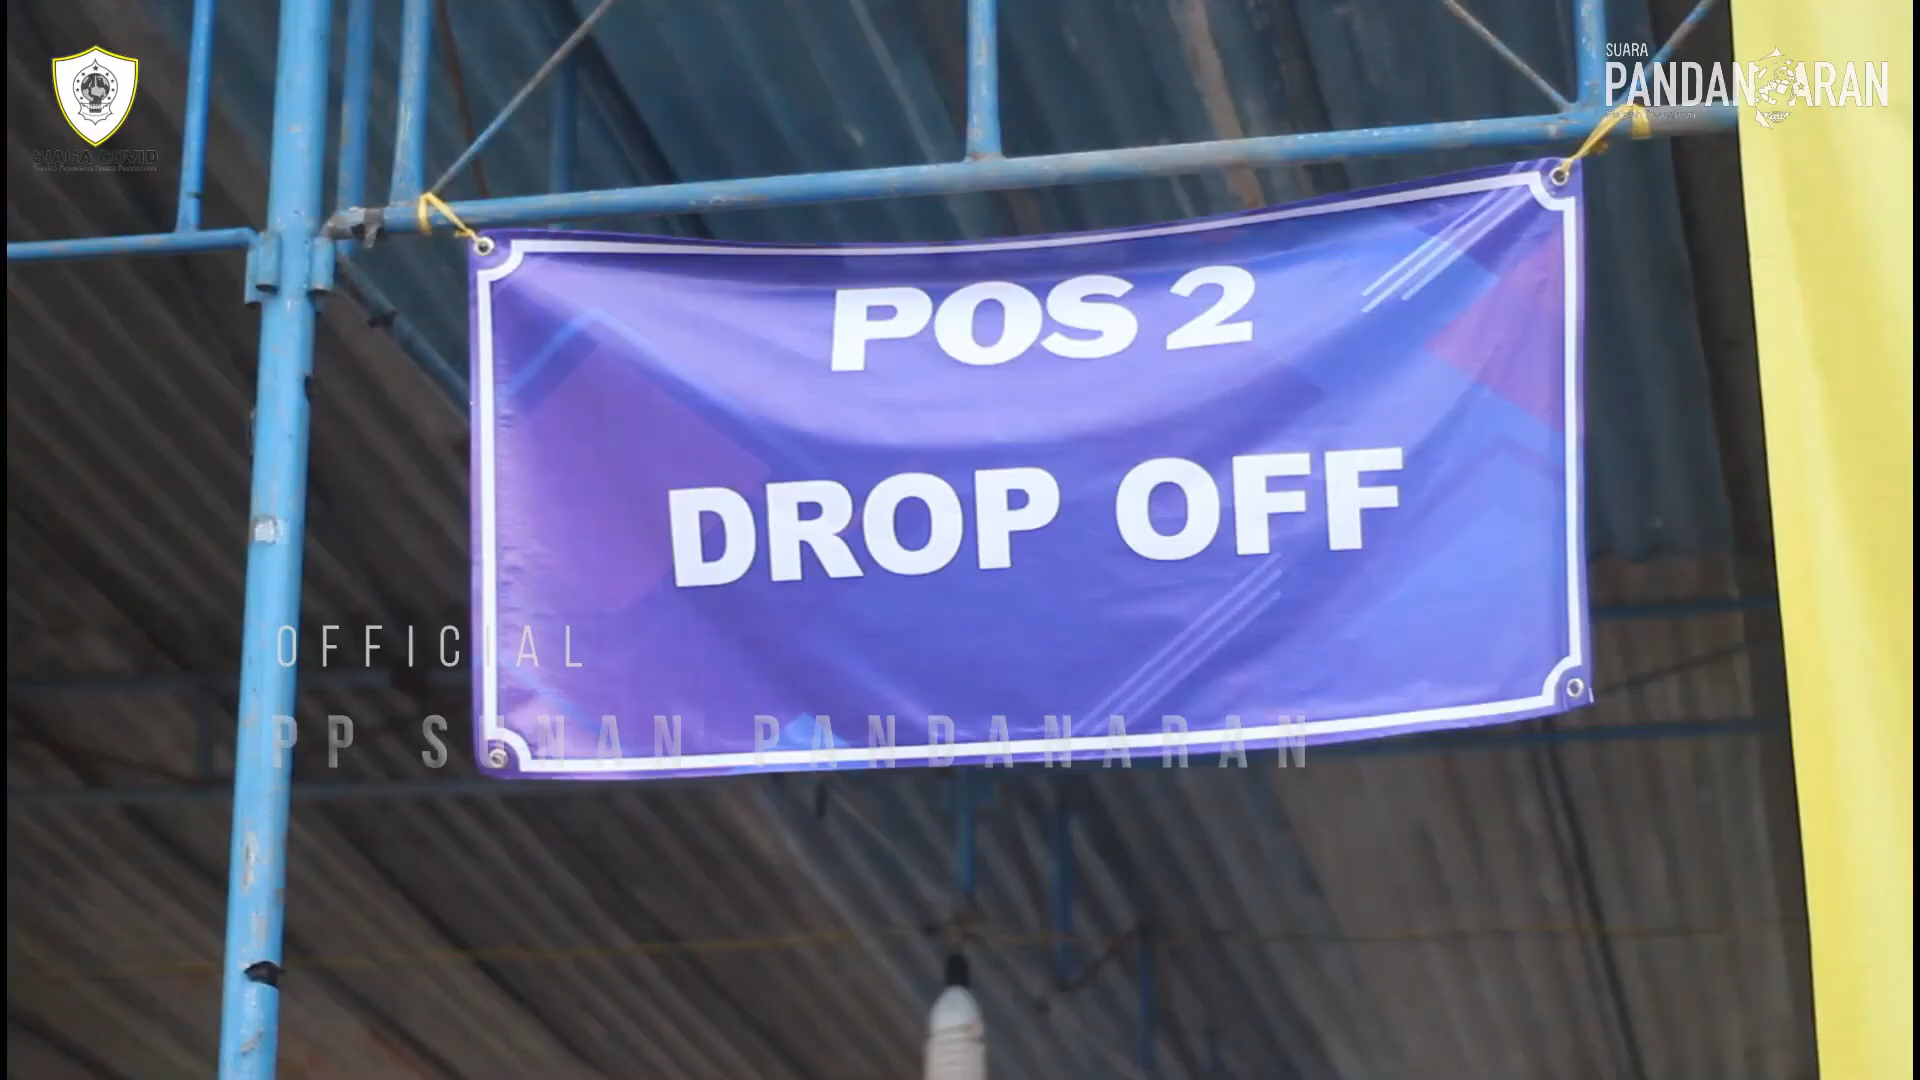 SIAGA COVID
SUARA
PANDANARAN
POS 2
DROP OFF
OFFICIAL
PP SUNAN PANDANARAN